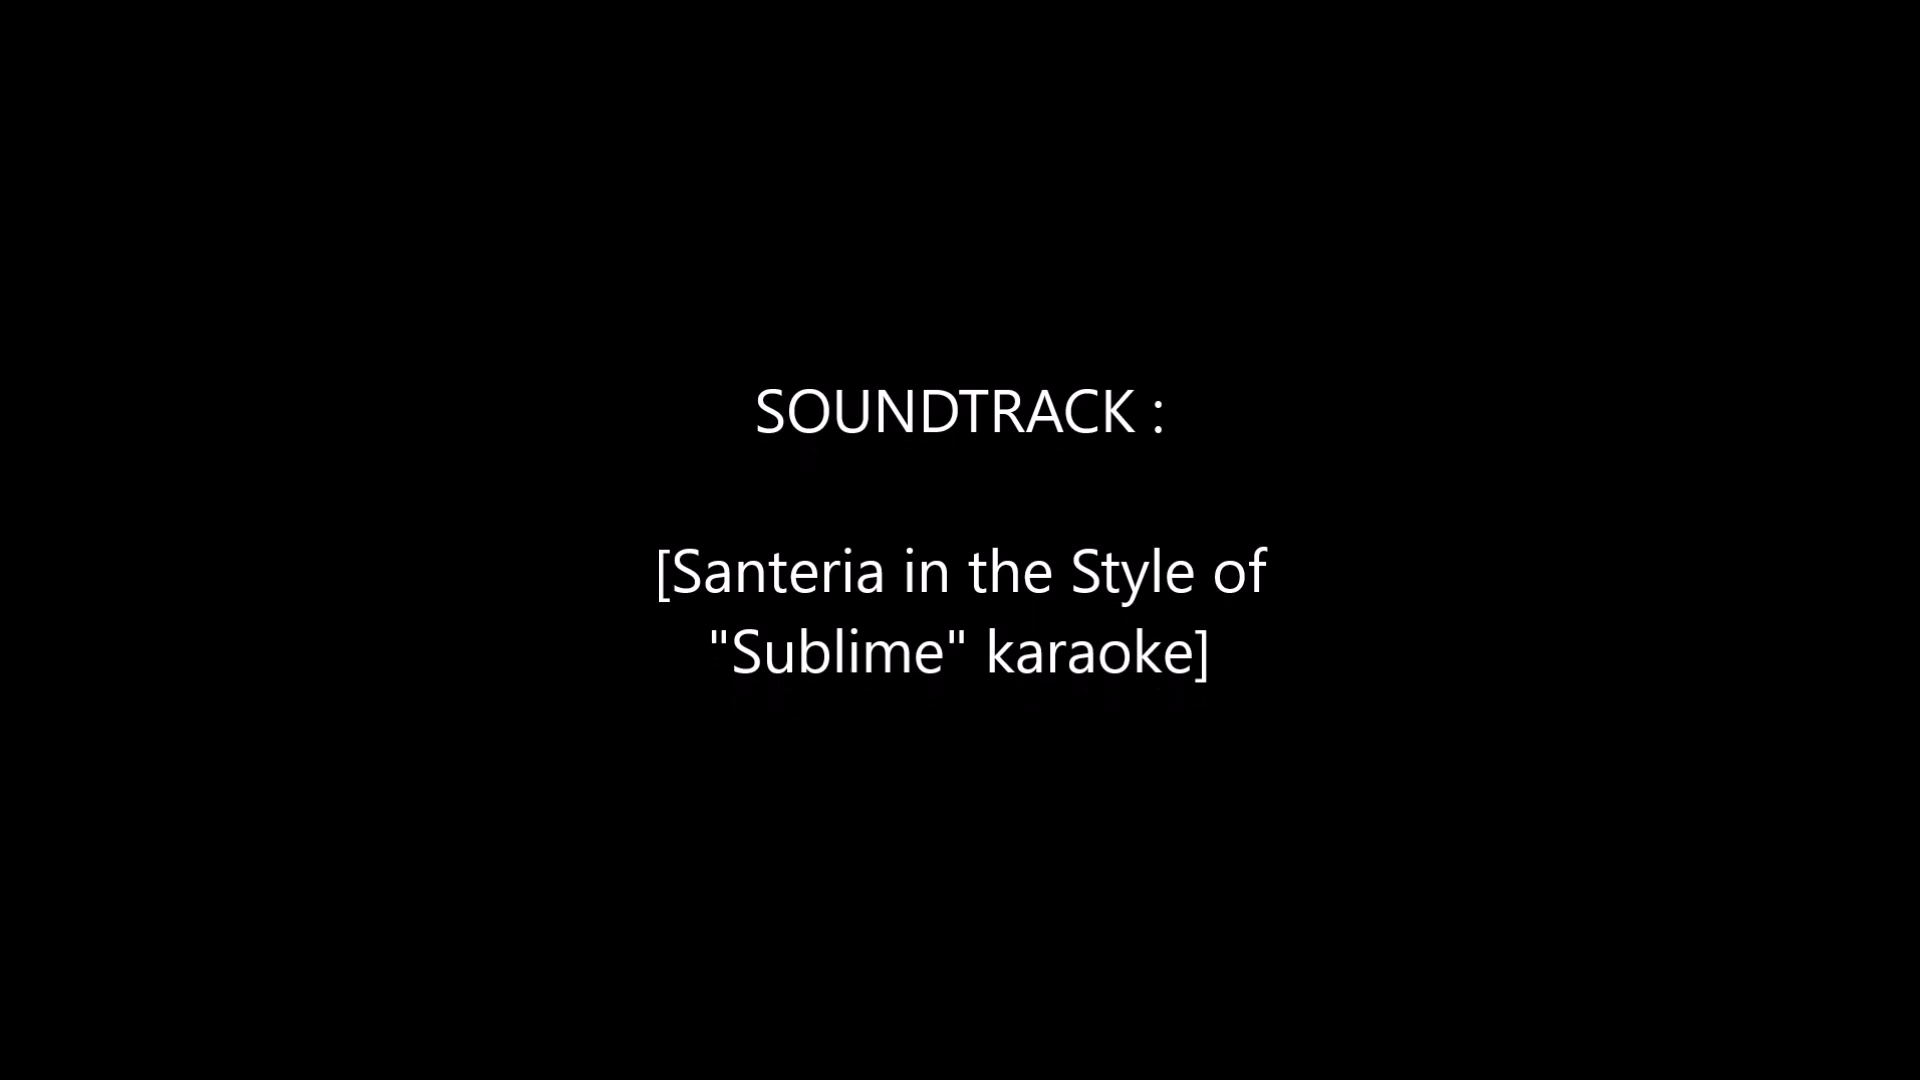 SOUNDTRACK :
[Santeria in the Style of
"Sublime" karaoke]